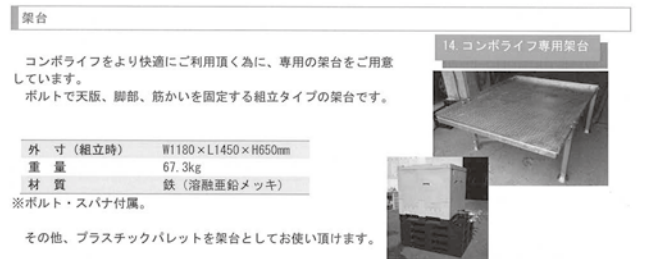 架台
14. コンボライフ専用架台
コンボライフをより快適にご利用頂く為に、専用の架台をご用意
しています。
ボルトで天版、脚部、筋かいを固定する組立タイプの架台です。
外 寸(組立時) W1180×L1450×H650mm
重 量 67.3kg
材 質 鉄(溶融亜鉛メッキ)
※ボルト・スパナ付属。
その他、プラスチックパレットを架台としてお使い頂けます。